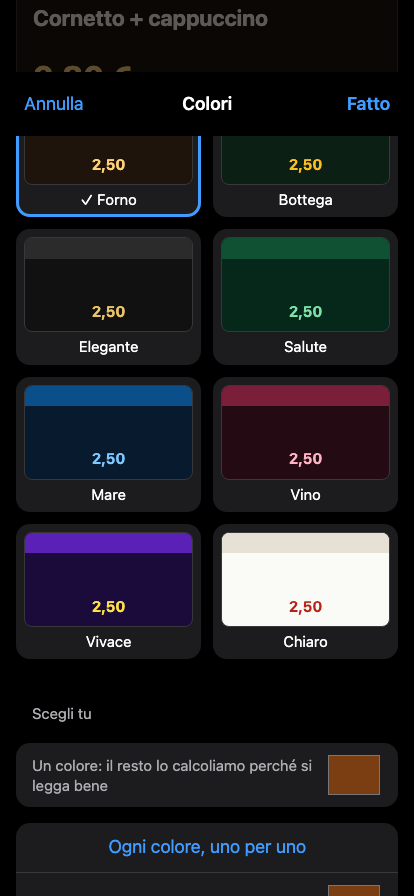 Cornetto + cappuccino
Annulla Colori Fatto
2,50 2,50
✓ Forno Bottega
2,50 2,50
Elegante Salute
2,50 2,50
Mare Vino
2,50 2,50
Vivace Chiaro
Scegli tu
Un colore: il resto lo calcoliamo perché si
legga bene
Ogni colore, uno per uno